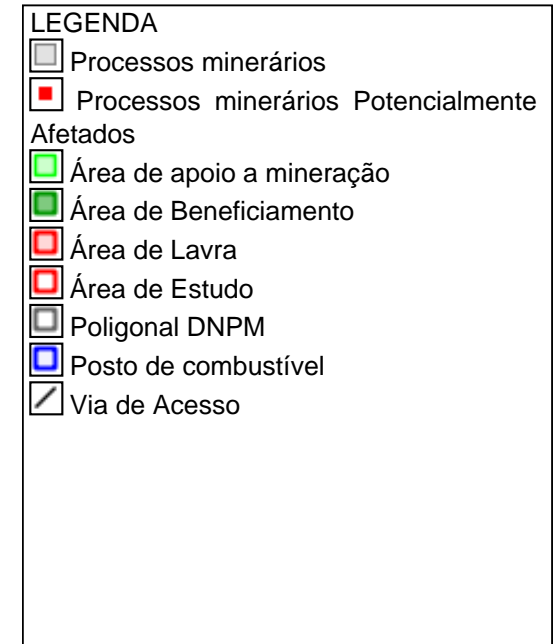 LEGENDA
Processos minerários
Processos minerários Potencialmente
Afetados
Área de apoio a mineração
Área de Beneficiamento
Área de Lavra
Área de Estudo
Poligonal DNPM
Posto de combustível
Via de Acesso